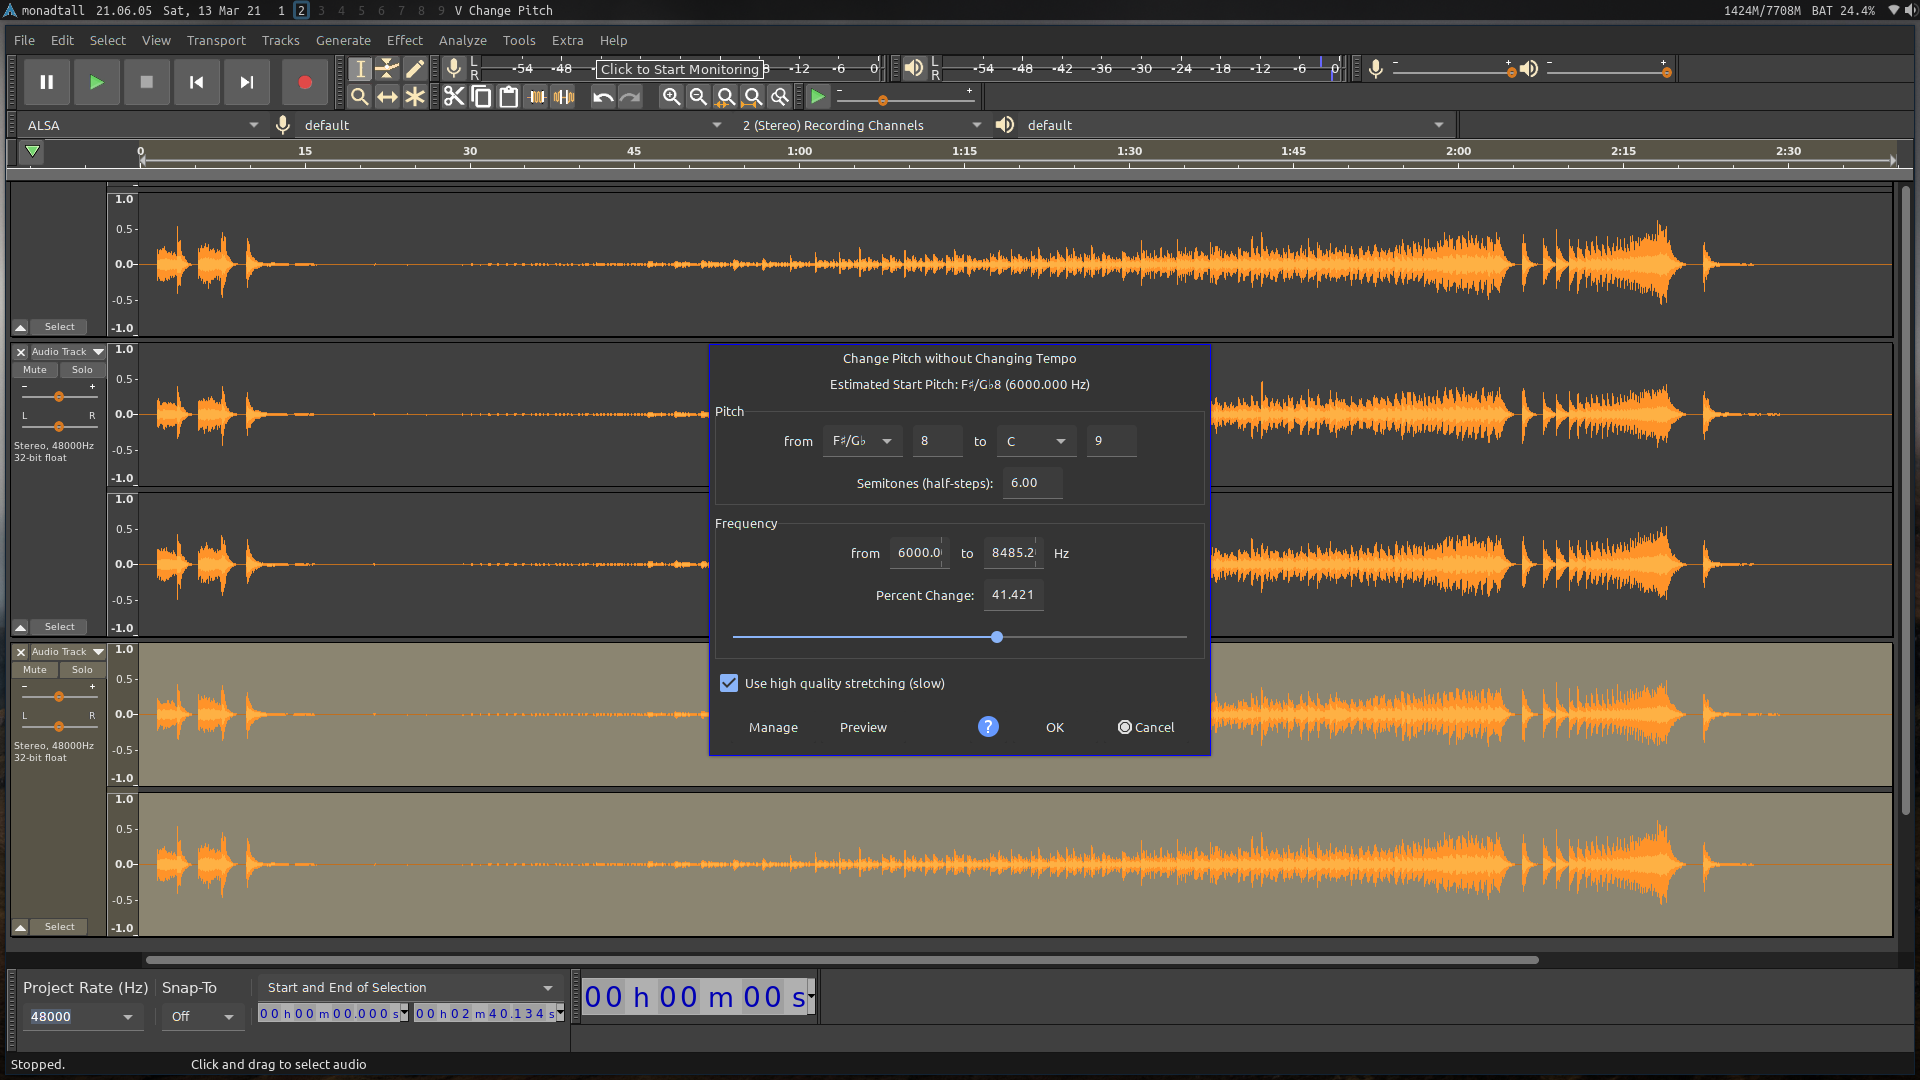 monadtall 21.06.05 Sat, 13 Mar 21 1 2 3 4 5 6 7 8 9 V Change Pitch 1424M/7708M BAT 24.4%
File Edit Select View Transport Tracks Generate Effect Analyze Tools Extra Help
L R -54 -48 Click to Start Monitoring 8 -12 -6 0 L R -54 -48 -42 -36 -30 -24 -18 -12 -6 0 - + - +
- +
ALSA default 2 (Stereo) Recording Channels default
0 15 30 45 1:00 1:15 1:30 1:45 2:00 2:15 2:30
1.0
0.5
0.0
-0.5
Select -1.0
Audio Track 1.0
Mute Solo
- + 0.5
L R 0.0
Stereo, 48000Hz -0.5
32-bit float
-1.0
1.0
0.5
0.0
-0.5
Select -1.0
Audio Track 1.0
Mute Solo
- + 0.5
L R 0.0
Stereo, 48000Hz -0.5
32-bit float
-1.0
1.0
0.5
0.0
-0.5
Select -1.0
Change Pitch without Changing Tempo
Estimated Start Pitch: F♯/G♭8 (6000.000 Hz)
Pitch
from F♯/G♭ 8 to C 9
Semitones (half-steps): 6.00
Frequency
from 6000.0 to 8485.2 Hz
Percent Change: 41.421
Use high quality stretching (slow)
Manage Preview ? OK Cancel
Project Rate (Hz) Snap-To Start and End of Selection
48000 Off 00 h 00 m 00.000 s 00 h 02 m 40.134 s
00 h 00 m 00 s
Stopped. Click and drag to select audio